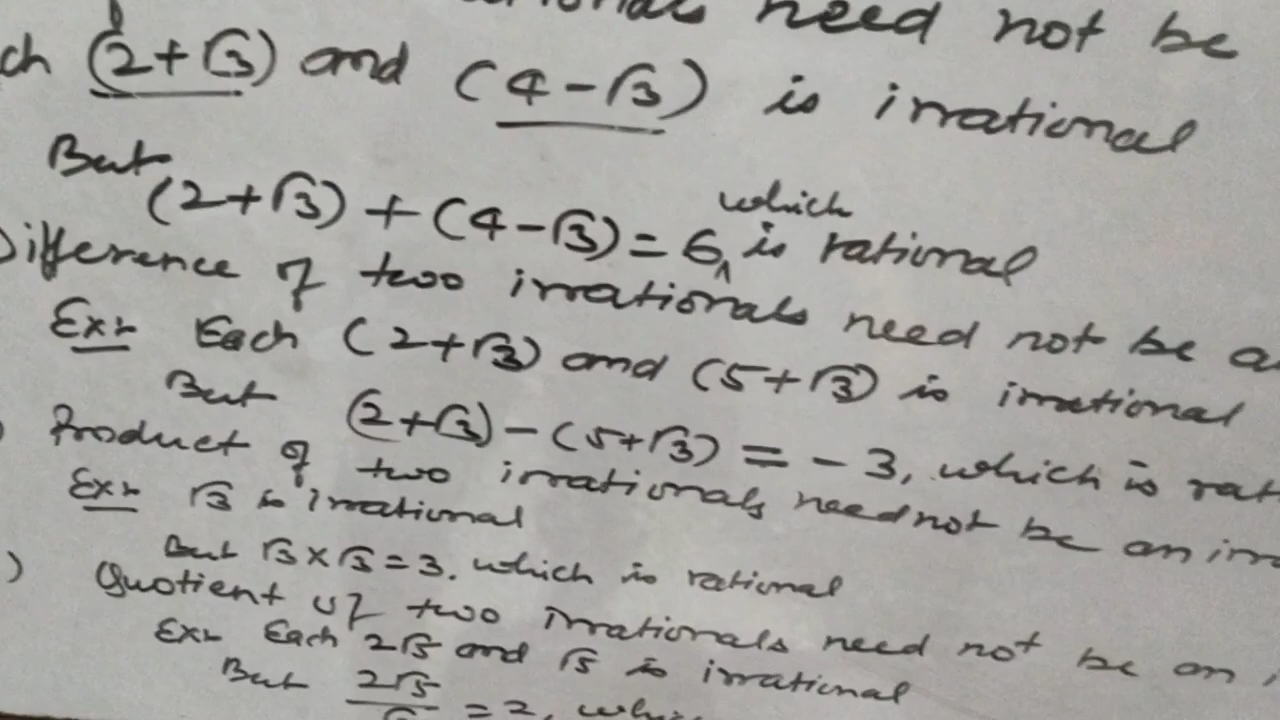 need not be
ch (2+√3) and (4-√3) is irrational
But (2+√3) + (4-√3) = 6, which is rational
Difference of two irrationals need not be a
Ex:- Each (2+√3) and (5+√3) is irrational
But (2+√3) - (5+√3) = -3, which is rat
Product of two irrationals need not be an irra
Ex:- √3 is irrational
But √3 × √3 = 3. which is rational
) Quotient of two irrationals need not be an
Ex:- Each 2√5 and √5 is irrational
But 2√5/√5 = 2, which